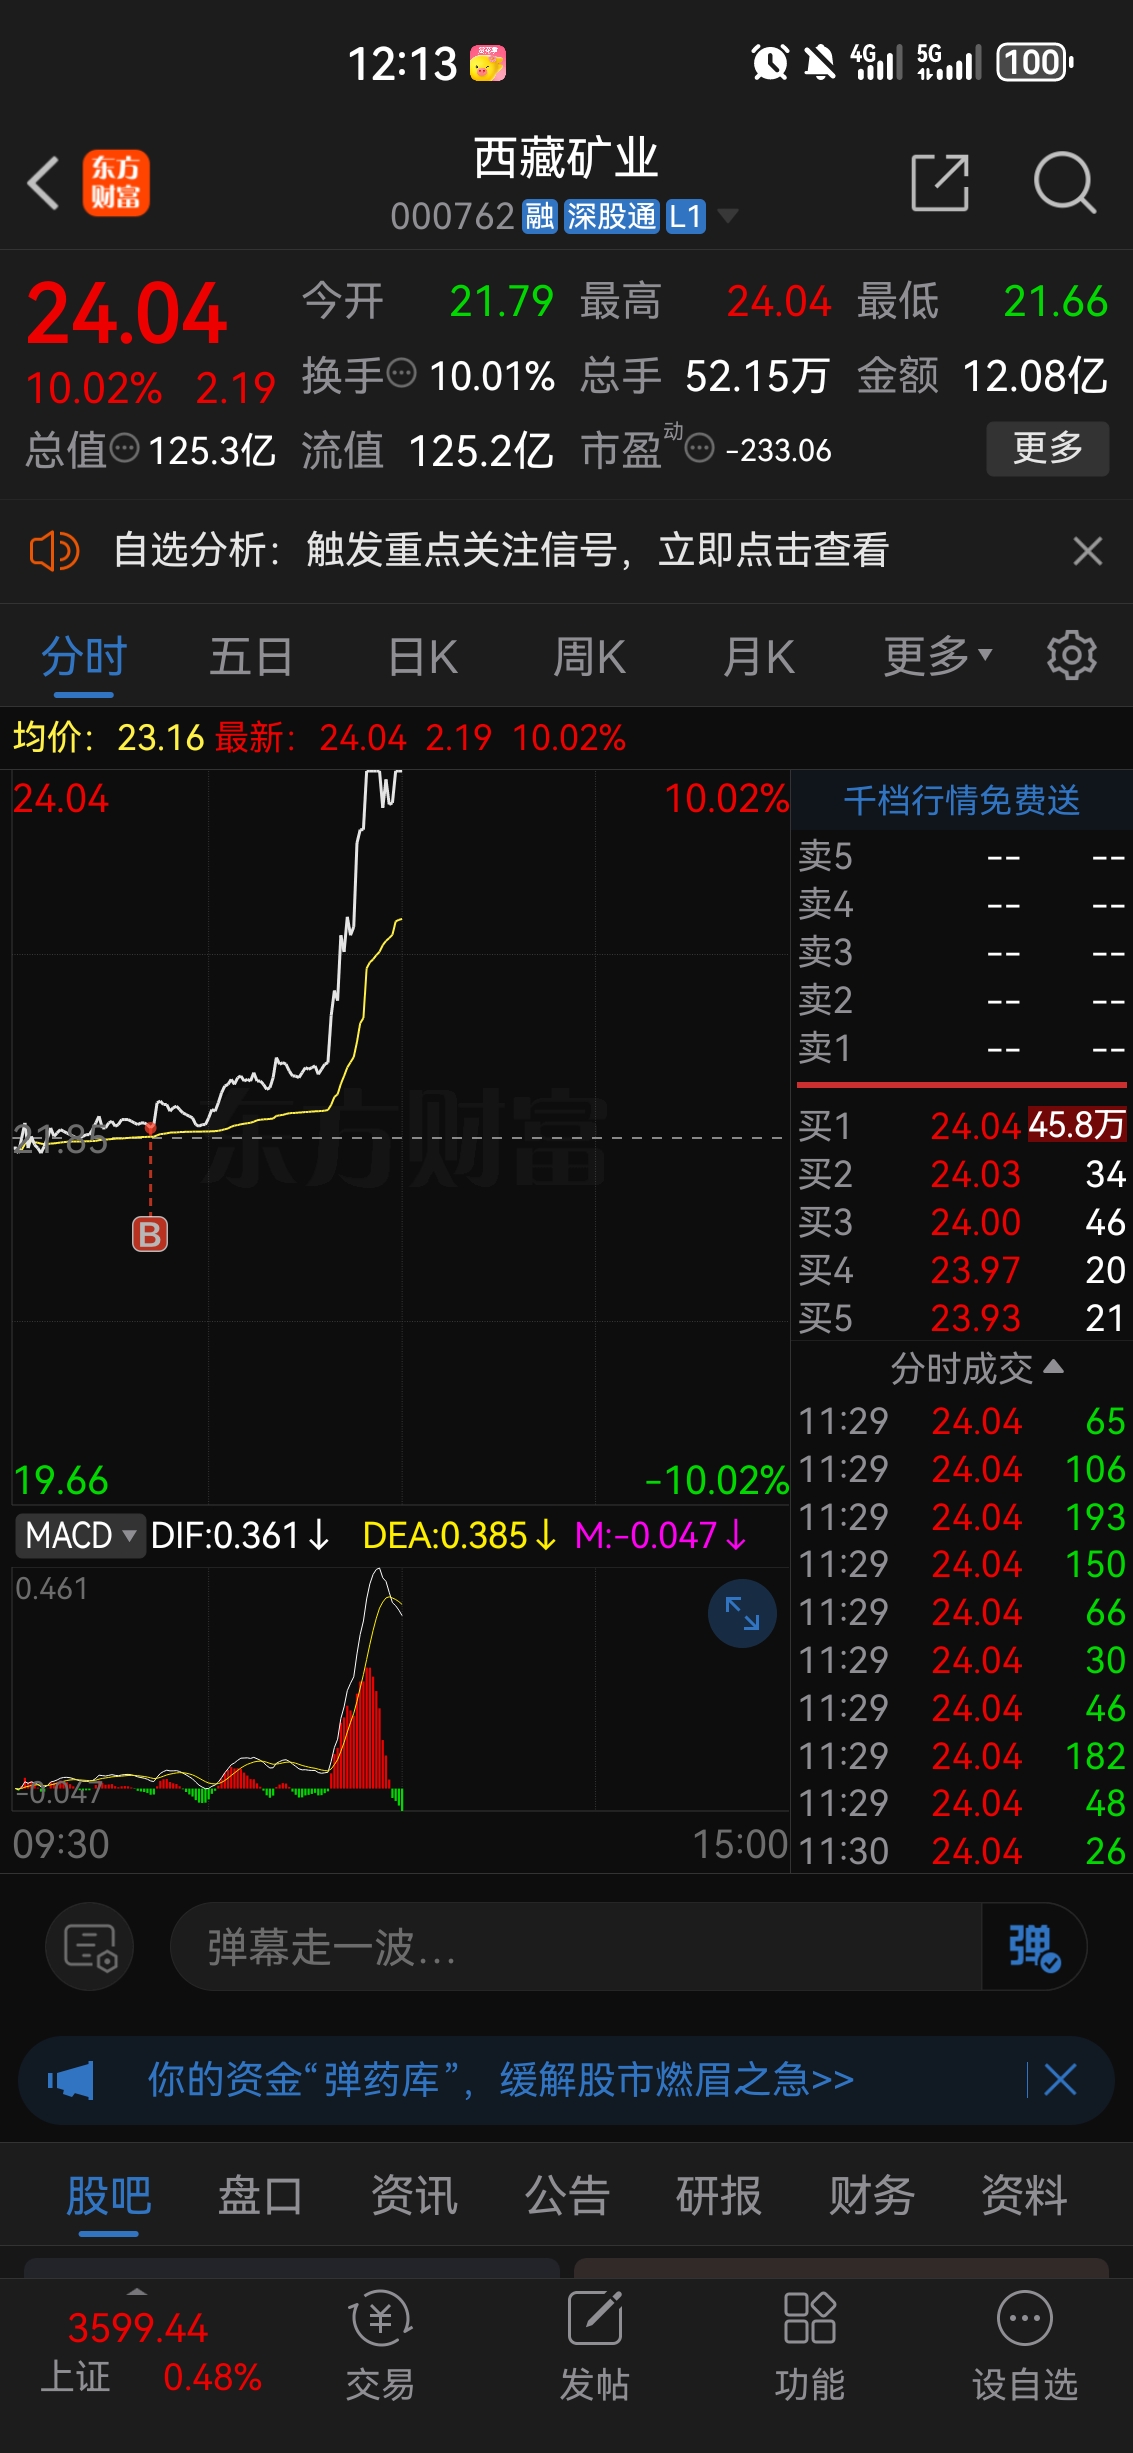 12:13 4G 5G 100
东方财富
西藏矿业
000762 融 深股通 L1
24.04 今开 21.79 最高 24.04 最低 21.66
10.02% 2.19 换手 10.01% 总手 52.15万 金额 12.08亿
总值 125.3亿 流值 125.2亿 市盈动 -233.06 更多
自选分析：触发重点关注信号，立即点击查看
分时 五日 日K 周K 月K 更多
均价：23.16 最新：24.04 2.19 10.02%
24.04 10.02%
21.85
东方财富
B
19.66 -10.02%
MACD DIF:0.361↓ DEA:0.385↓ M:-0.047↓
0.461
-0.047
09:30 15:00
千档行情免费送
卖5 -- --
卖4 -- --
卖3 -- --
卖2 -- --
卖1 -- --
买1 24.04 45.8万
买2 24.03 34
买3 24.00 46
买4 23.97 20
买5 23.93 21
分时成交
11:29 24.04 65
11:29 24.04 106
11:29 24.04 193
11:29 24.04 150
11:29 24.04 66
11:29 24.04 30
11:29 24.04 46
11:29 24.04 182
11:29 24.04 48
11:30 24.04 26
弹幕走一波... 弹
你的资金“弹药库”，缓解股市燃眉之急>>
股吧 盘口 资讯 公告 研报 财务 资料
3599.44
上证 0.48% 交易 发帖 功能 设自选